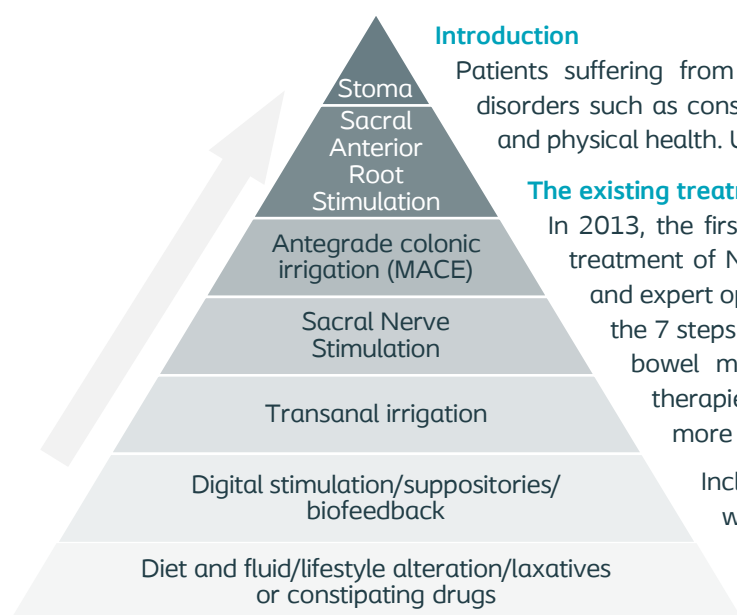 Stoma
Sacral
Anterior
Root
Stimulation
Antegrade colonic
irrigation (MACE)
Sacral Nerve
Stimulation
Transanal irrigation
Digital stimulation/suppositories/
biofeedback
Diet and fluid/lifestyle alteration/laxatives
or constipating drugs
Introduction
Patients suffering from
disorders such as cons
and physical health. U
The existing treat
In 2013, the firs
treatment of N
and expert op
the 7 steps
bowel m
therapie
more
Incl
w